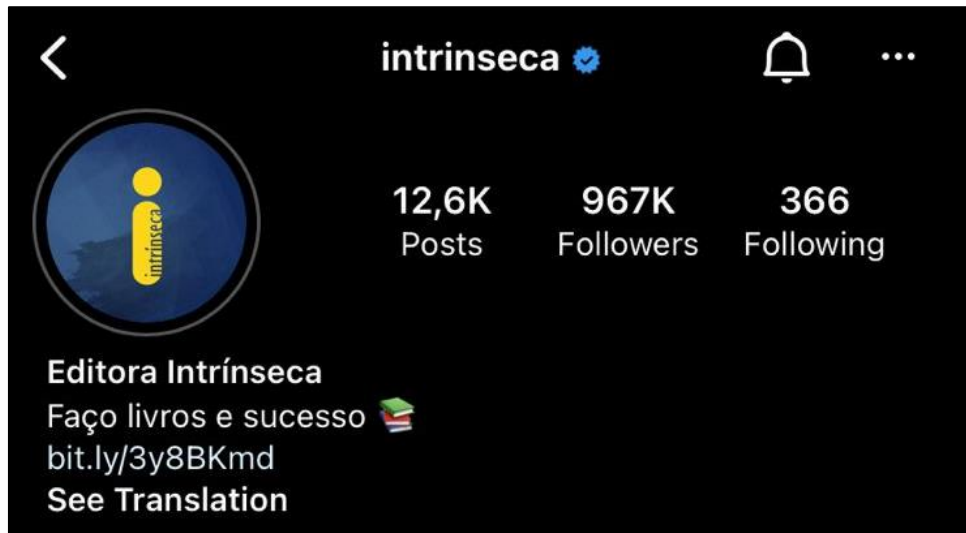 intrinseca
intrínseca
12,6K 967K 366
Posts Followers Following
Editora Intrínseca
Faço livros e sucesso 📚
bit.ly/3y8BKmd
See Translation